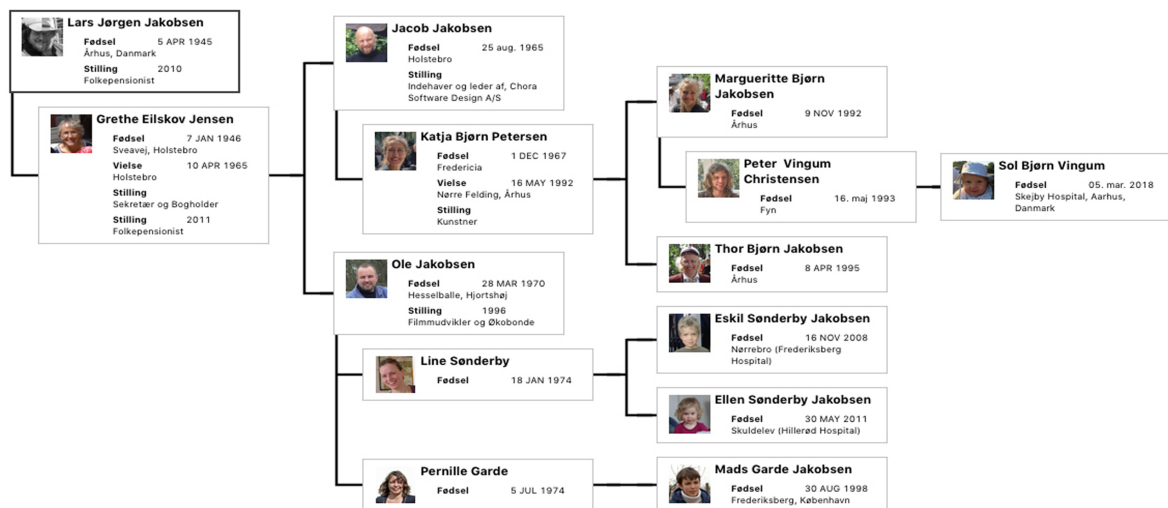 Lars Jørgen Jakobsen
Fødsel 5 APR 1945
Århus, Danmark
Stilling 2010
Folkepensionist
Grethe Eilskov Jensen
Fødsel 7 JAN 1946
Sveavej, Holstebro
Vielse 10 APR 1965
Holstebro
Stilling
Sekretær og Bogholder
Stilling 2011
Folkepensionist
Jacob Jakobsen
Fødsel 25 aug. 1965
Holstebro
Stilling
Indehaver og leder af, Chora
Software Design A/S
Katja Bjørn Petersen
Fødsel 1 DEC 1967
Fredericia
Vielse 16 MAY 1992
Nørre Felding, Århus
Stilling
Kunstner
Ole Jakobsen
Fødsel 28 MAR 1970
Hesselballe, Hjortshøj
Stilling 1996
Filmmudvikler og Økobonde
Line Sønderby
Fødsel 18 JAN 1974
Pernille Garde
Fødsel 5 JUL 1974
Margueritte Bjørn
Jakobsen
Fødsel 9 NOV 1992
Århus
Peter Vingum
Christensen
Fødsel 16. maj 1993
Fyn
Thor Bjørn Jakobsen
Fødsel 8 APR 1995
Århus
Eskil Sønderby Jakobsen
Fødsel 16 NOV 2008
Nørrebro (Frederiksberg
Hospital)
Ellen Sønderby Jakobsen
Fødsel 30 MAY 2011
Skuldelev (Hillerød Hospital)
Mads Garde Jakobsen
Fødsel 30 AUG 1998
Frederiksberg, København
Sol Bjørn Vingum
Fødsel 05. mar. 2018
Skejby Hospital, Aarhus,
Danmark